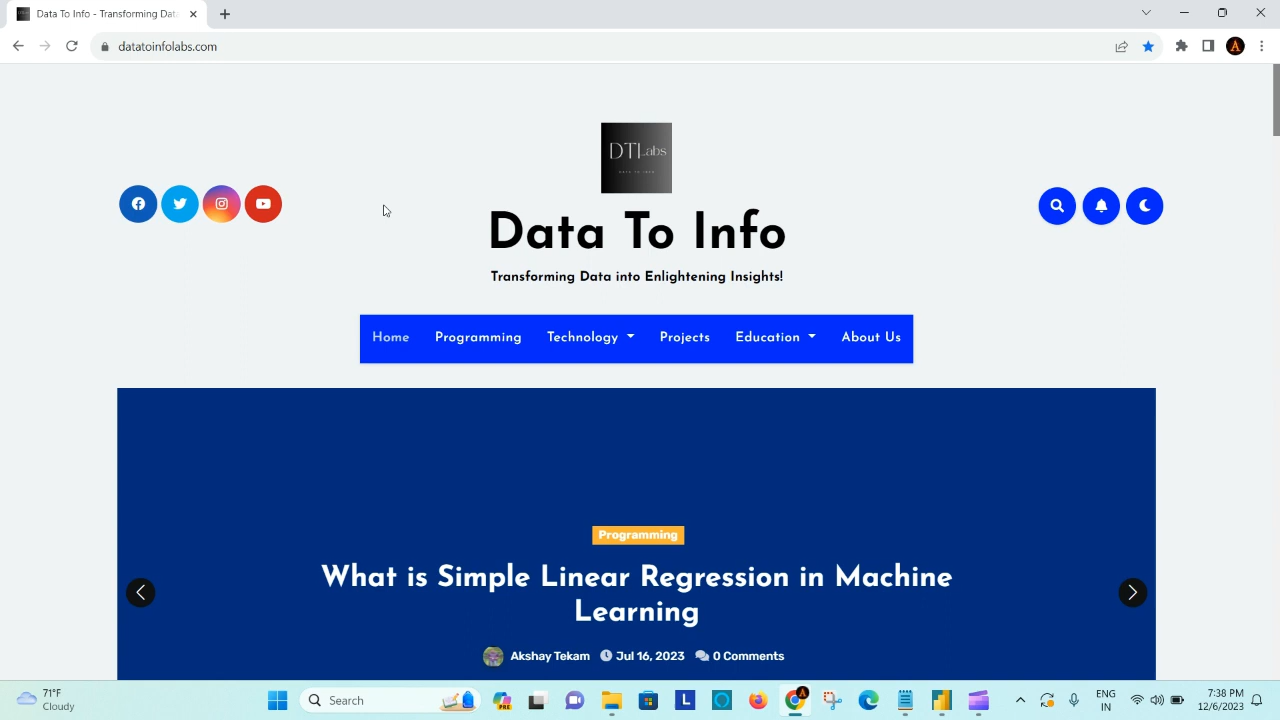 Data To Info - Transforming Data
datatoinfolabs.com
A
DTLabs
Data To Info
Transforming Data into Enlightening Insights!
Home Programming Technology Projects Education About Us
Programming
What is Simple Linear Regression in Machine
Learning
Akshay Tekam Jul 16, 2023 0 Comments
71°F
Cloudy
Search
L
A
ENG
IN
7:38 PM
12/6/2023